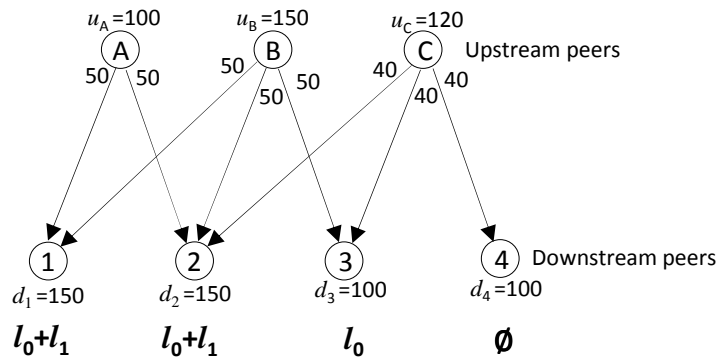 u_A=100 u_B=150 u_C=120
A B C Upstream peers
50 50 50 50 50 40 40 40
1 2 3 4 Downstream peers
d_1=150 d_2=150 d_3=100 d_4=100
l_0+l_1 l_0+l_1 l_0 Ø